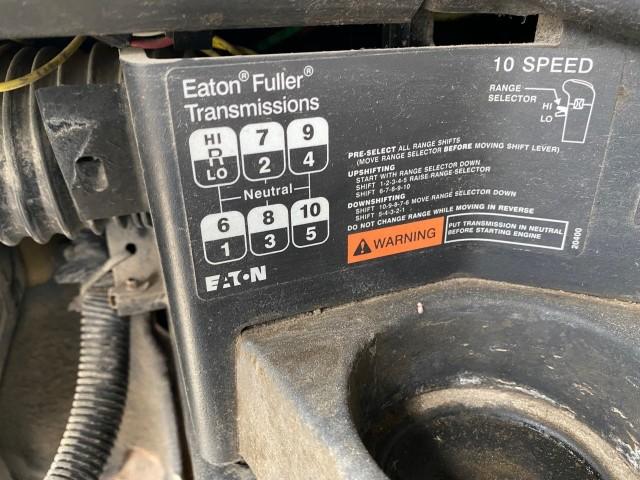 Eaton® Fuller®
Transmissions
10 SPEED
RANGE
SELECTOR
HI
LO
HI
R
LO
7
2
9
4
Neutral
6
1
8
3
10
5
EATON
PRE-SELECT ALL RANGE SHIFTS
(MOVE RANGE SELECTOR BEFORE MOVING SHIFT LEVER)
UPSHIFTING
START WITH RANGE SELECTOR DOWN
SHIFT 1-2-3-4-5 RAISE RANGE SELECTOR
SHIFT 6-7-8-9-10
DOWNSHIFTING
SHIFT 10-9-8-7-6 MOVE RANGE SELECTOR DOWN
SHIFT 5-4-3-2-1
DO NOT CHANGE RANGE WHILE MOVING IN REVERSE
WARNING
PUT TRANSMISSION IN NEUTRAL
BEFORE STARTING ENGINE
20400